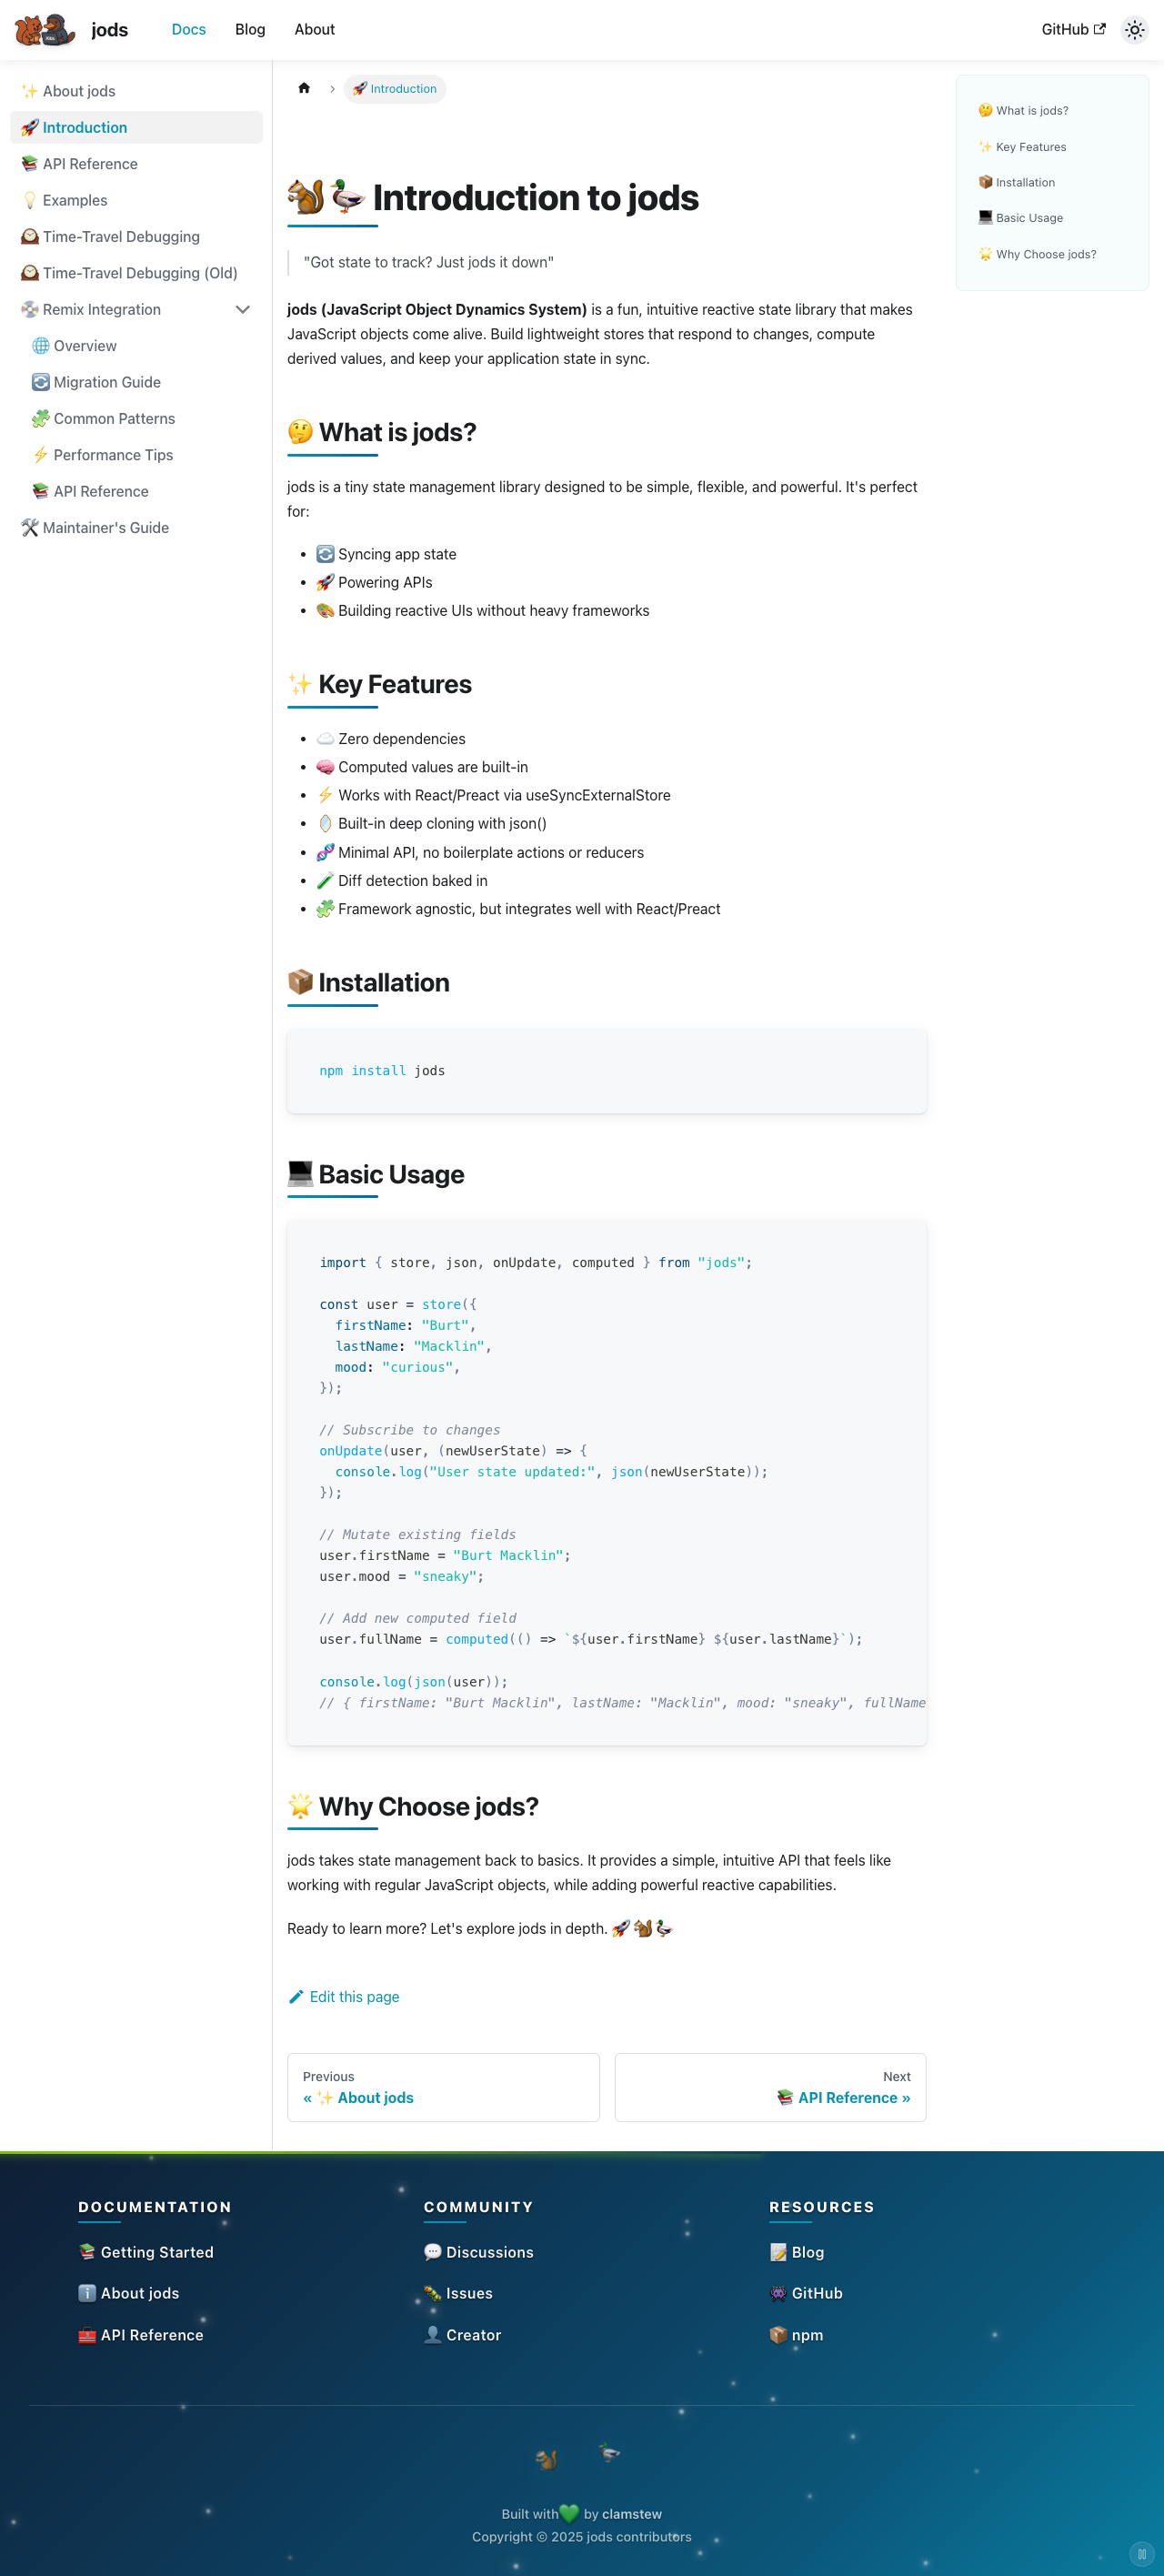 jods
Docs
Blog
About
GitHub
✨ About jods
🚀 Introduction
📚 API Reference
💡 Examples
🕰️ Time-Travel Debugging
🕰️ Time-Travel Debugging (Old)
💿 Remix Integration
🌐 Overview
🔄 Migration Guide
🧩 Common Patterns
⚡ Performance Tips
📚 API Reference
🛠️ Maintainer's Guide
🚀 Introduction
🐿️🦆 Introduction to jods
"Got state to track? Just jods it down"
jods (JavaScript Object Dynamics System) is a fun, intuitive reactive state library that makes
JavaScript objects come alive. Build lightweight stores that respond to changes, compute
derived values, and keep your application state in sync.
🤔 What is jods?
jods is a tiny state management library designed to be simple, flexible, and powerful. It's perfect
for:
• 🔄 Syncing app state
• 🚀 Powering APIs
• 🎨 Building reactive UIs without heavy frameworks
✨ Key Features
• ☁️ Zero dependencies
• 🧠 Computed values are built-in
• ⚡ Works with React/Preact via useSyncExternalStore
• 🪞 Built-in deep cloning with json()
• 🧬 Minimal API, no boilerplate actions or reducers
• 🧪 Diff detection baked in
• 🧩 Framework agnostic, but integrates well with React/Preact
📦 Installation
npm install jods
💻 Basic Usage
import { store, json, onUpdate, computed } from "jods";
const user = store({
  firstName: "Burt",
  lastName: "Macklin",
  mood: "curious",
});
// Subscribe to changes
onUpdate(user, (newUserState) => {
  console.log("User state updated:", json(newUserState));
});
// Mutate existing fields
user.firstName = "Burt Macklin";
user.mood = "sneaky";
// Add new computed field
user.fullName = computed(() => `${user.firstName} ${user.lastName}`);
console.log(json(user));
// { firstName: "Burt Macklin", lastName: "Macklin", mood: "sneaky", fullName
🌟 Why Choose jods?
jods takes state management back to basics. It provides a simple, intuitive API that feels like
working with regular JavaScript objects, while adding powerful reactive capabilities.
Ready to learn more? Let's explore jods in depth. 🚀🐿️🦆
Edit this page
Previous
« ✨ About jods
Next
📚 API Reference »
🤔 What is jods?
✨ Key Features
📦 Installation
💻 Basic Usage
🌟 Why Choose jods?
DOCUMENTATION
📚 Getting Started
ℹ️ About jods
🧰 API Reference
COMMUNITY
💬 Discussions
🐛 Issues
👤 Creator
RESOURCES
📝 Blog
👾 GitHub
📦 npm
🐿️ 🦆
Built with 💚 by clamstew
Copyright © 2025 jods contributors